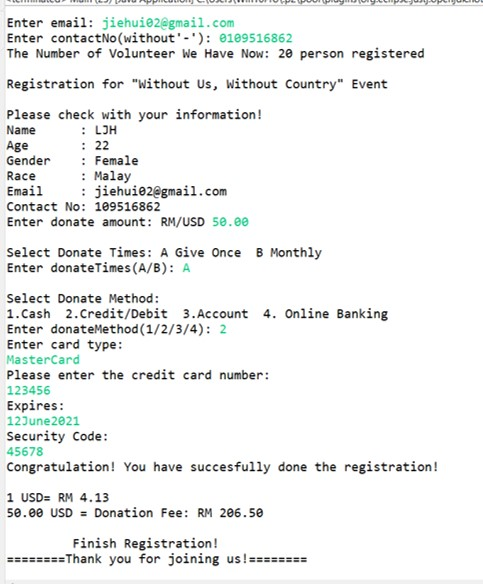 Enter email: jiehui02@gmail.com
Enter contactNo(without'-'): 0109516862
The Number of Volunteer We Have Now: 20 person registered
Registration for "Without Us, Without Country" Event
Please check with your information!
Name : LJH
Age : 22
Gender : Female
Race : Malay
Email : jiehui02@gmail.com
Contact No: 109516862
Enter donate amount: RM/USD 50.00
Select Donate Times: A Give Once B Monthly
Enter donateTimes(A/B): A
Select Donate Method:
1.Cash 2.Credit/Debit 3.Account 4. Online Banking
Enter donateMethod(1/2/3/4): 2
Enter card type:
MasterCard
Please enter the credit card number:
123456
Expires:
12June2021
Security Code:
45678
Congratulation! You have succesfully done the registration!
1 USD= RM 4.13
50.00 USD = Donation Fee: RM 206.50
Finish Registration!
========Thank you for joining us!========